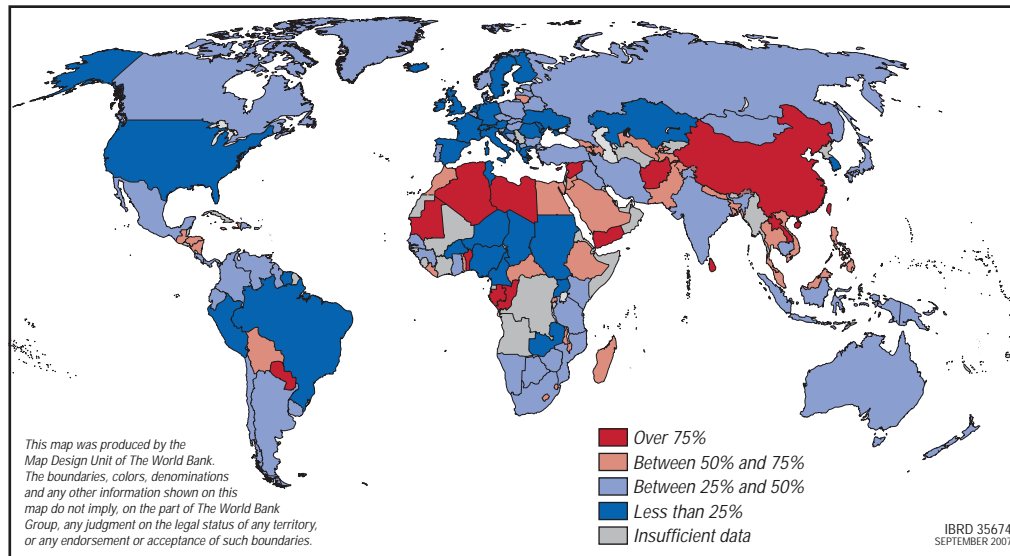 This map was produced by the
Map Design Unit of The World Bank.
The boundaries, colors, denominations
and any other information shown on this
map do not imply, on the part of The World Bank
Group, any judgment on the legal status of any territory,
or any endorsement or acceptance of such boundaries.
Over 75%
Between 50% and 75%
Between 25% and 50%
Less than 25%
Insufficient data
IBRD 35674
SEPTEMBER 2007